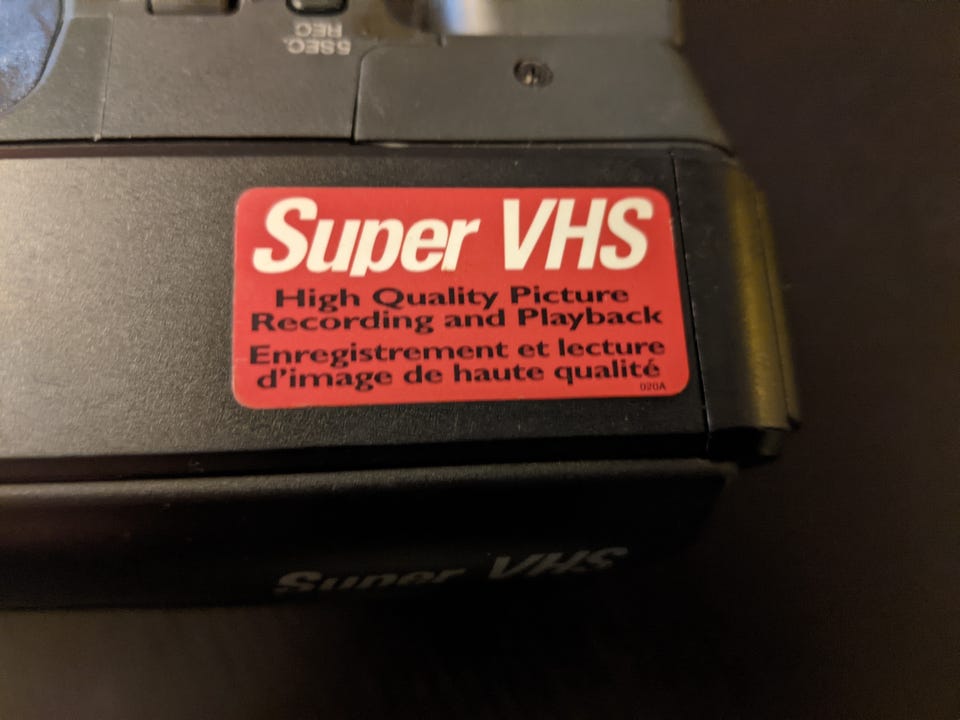 5SEC.
REC
Super VHS
High Quality Picture
Recording and Playback
Enregistrement et lecture
d'image de haute qualité
020A
Super VHS